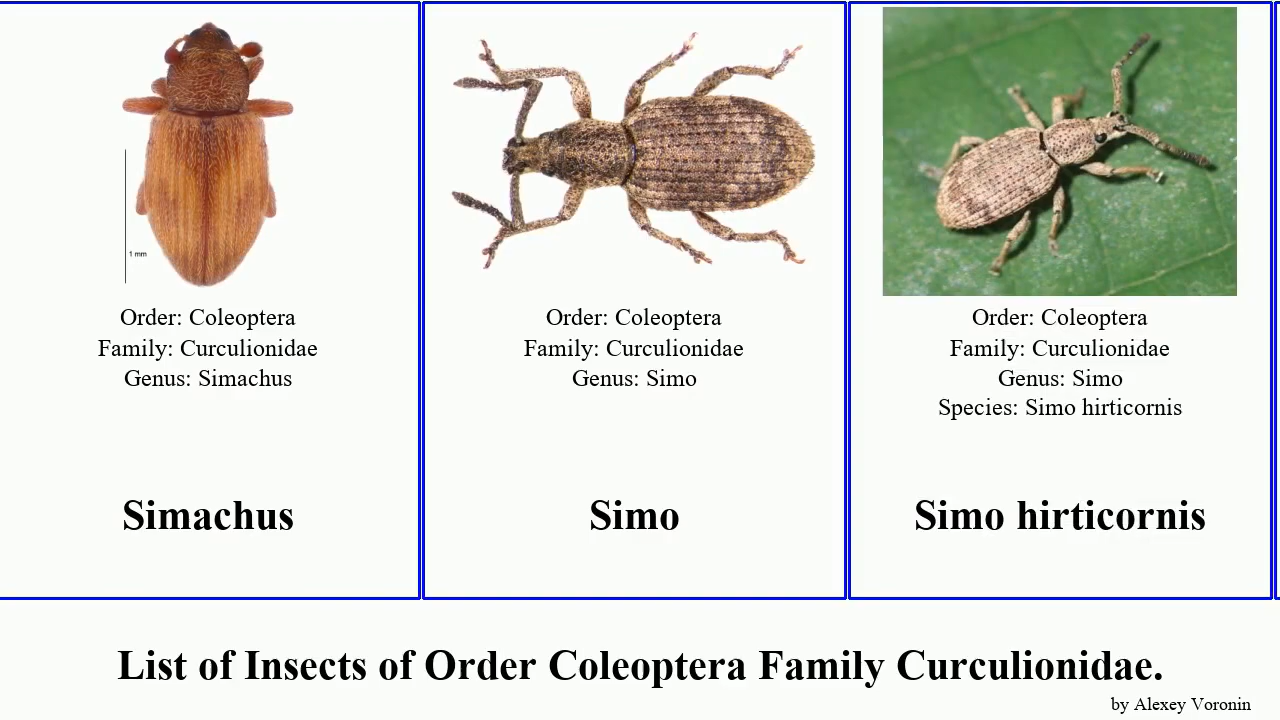 1 mm
Order: Coleoptera
Family: Curculionidae
Genus: Simachus
Simachus
Order: Coleoptera
Family: Curculionidae
Genus: Simo
Simo
Order: Coleoptera
Family: Curculionidae
Genus: Simo
Species: Simo hirticornis
Simo hirticornis
List of Insects of Order Coleoptera Family Curculionidae.
by Alexey Voronin